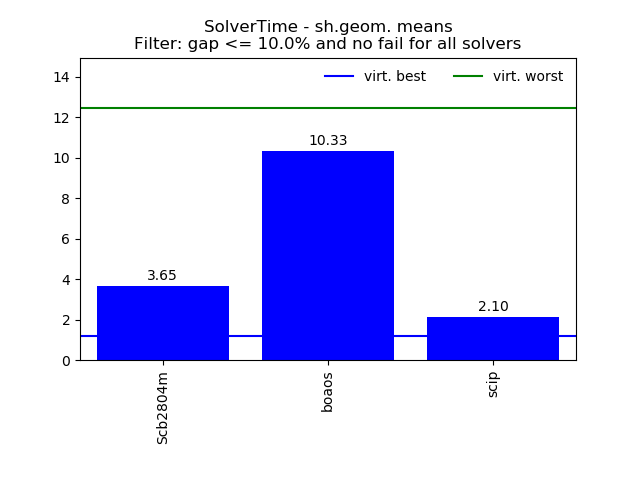 SolverTime - sh.geom. means
Filter: gap <= 10.0% and no fail for all solvers
virt. best
virt. worst
14
12
10
8
6
4
2
0
3.65
10.33
2.10
Scb2804m
boaos
scip